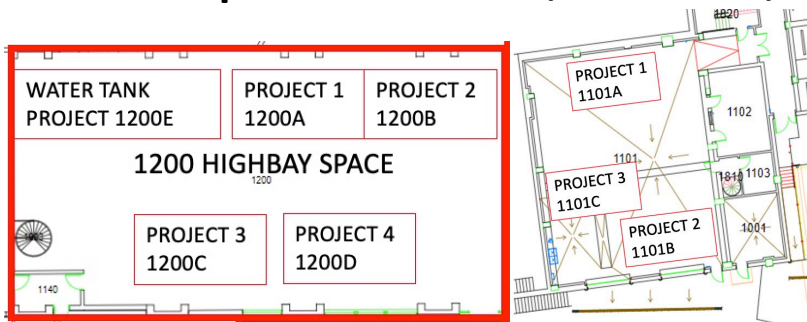 WATER TANK
PROJECT 1200E
PROJECT 1
1200A
PROJECT 2
1200B
1200 HIGHBAY SPACE
1200
PROJECT 3
1200C
PROJECT 4
1200D
1140
1820
PROJECT 1
1101A
1102
1101
1103
PROJECT 3
1101C
PROJECT 2
1101B
1001